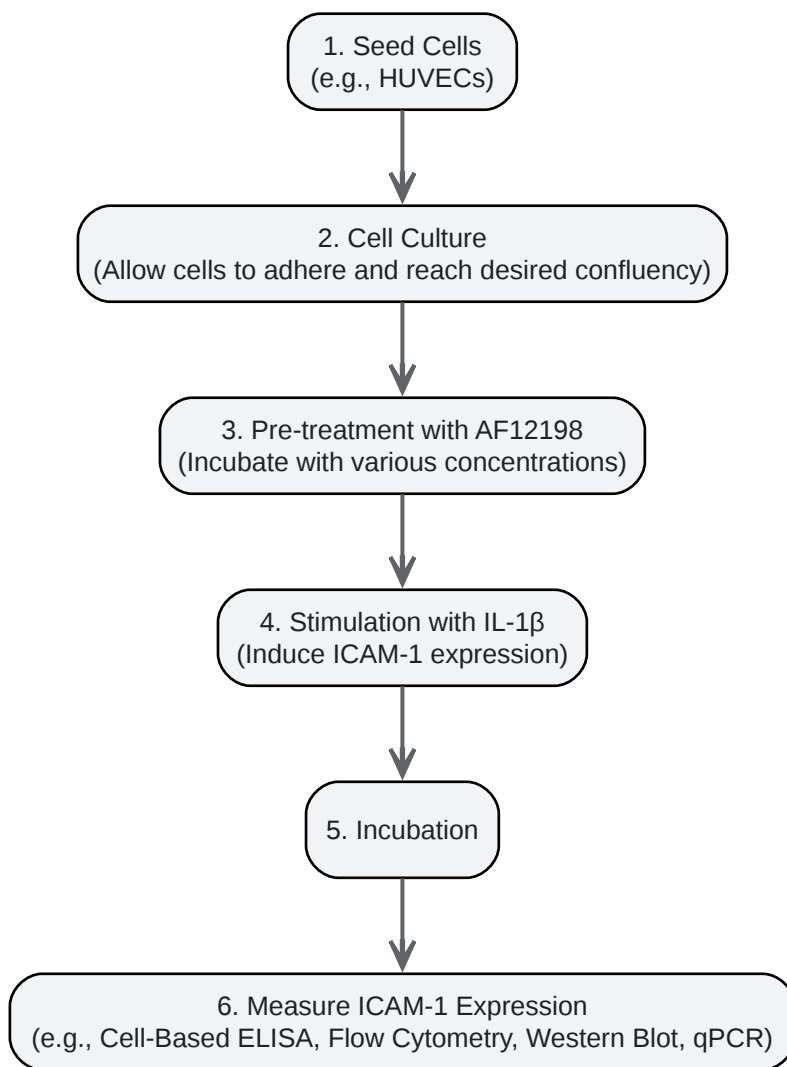 1. Seed Cells
(e.g., HUVECs)
2. Cell Culture
(Allow cells to adhere and reach desired confluency)
3. Pre-treatment with AF12198
(Incubate with various concentrations)
4. Stimulation with IL-1β
(Induce ICAM-1 expression)
5. Incubation
6. Measure ICAM-1 Expression
(e.g., Cell-Based ELISA, Flow Cytometry, Western Blot, qPCR)